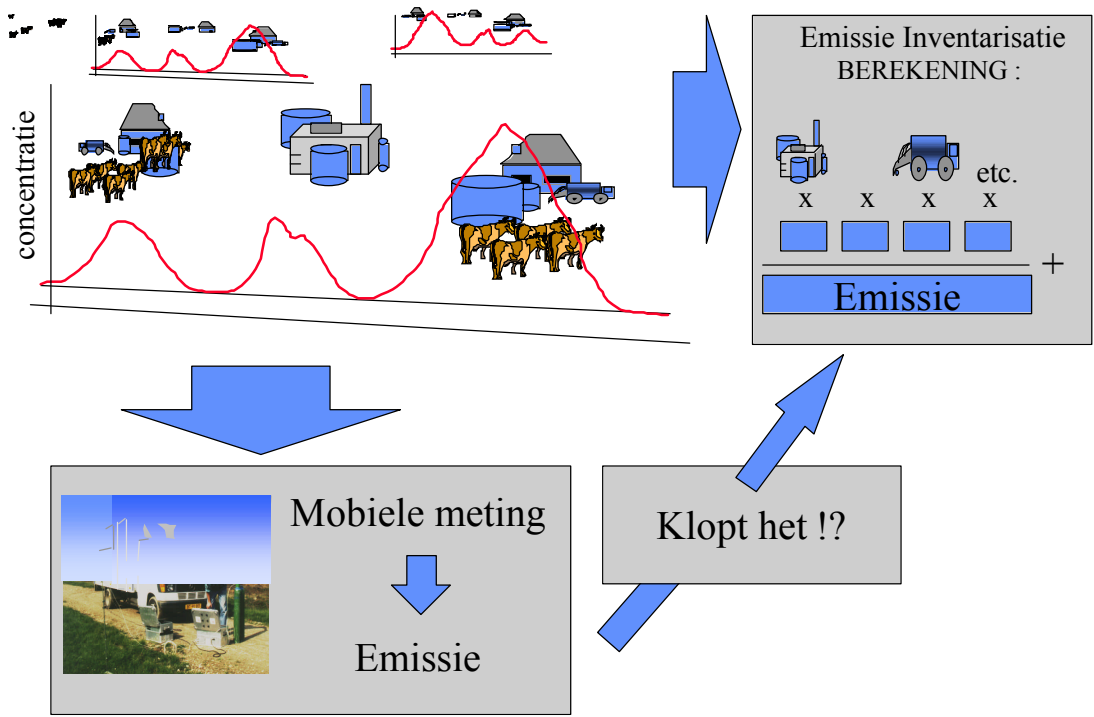 concentratie
Emissie Inventarisatie
BEREKENING :
etc.
x x x x
+
Emissie
Mobiele meting
Emissie
Klopt het !?